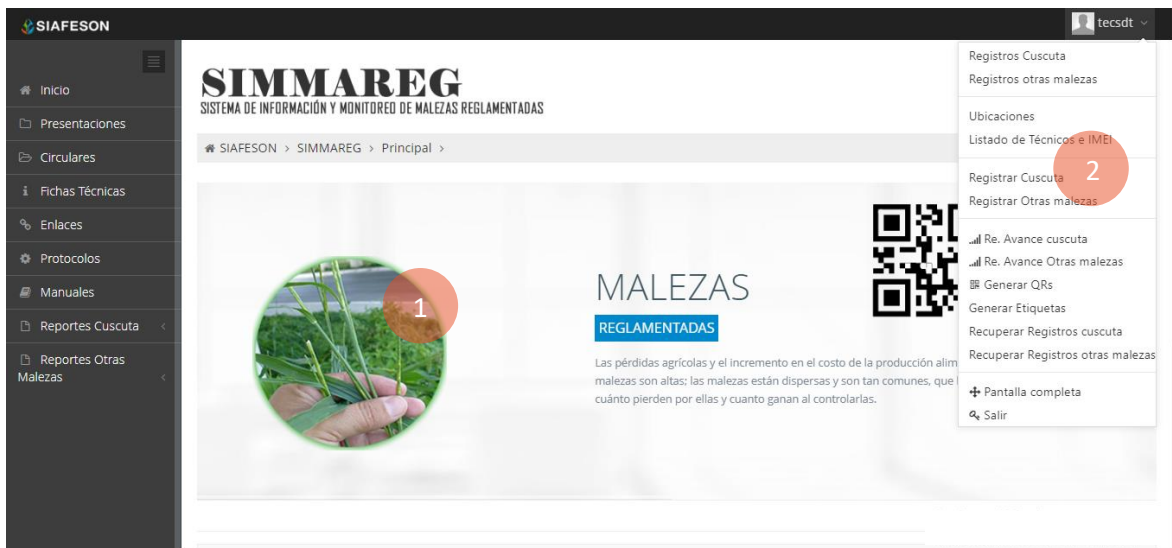 SIAFESON
tecsdt
Inicio
Presentaciones
Circulares
Fichas Técnicas
Enlaces
Protocolos
Manuales
Reportes Cuscuta
Reportes Otras
Malezas
SIMMAREG
SISTEMA DE INFORMACIÓN Y MONITOREO DE MALEZAS REGLAMENTADAS
SIAFESON > SIMMAREG > Principal >
1
MALEZAS
REGLAMENTADAS
Las pérdidas agrícolas y el incremento en el costo de la producción alim
malezas son altas; las malezas están dispersas y son tan comunes, que
cuánto pierden por ellas y cuanto ganan al controlarlas.
Registros Cuscuta
Registros otras malezas
Ubicaciones
Listado de Técnicos e IMEI
2
Registrar Cuscuta
Registrar Otras malezas
Re. Avance cuscuta
Re. Avance Otras malezas
Generar QRs
Generar Etiquetas
Recuperar Registros cuscuta
Recuperar Registros otras malezas
Pantalla completa
Salir